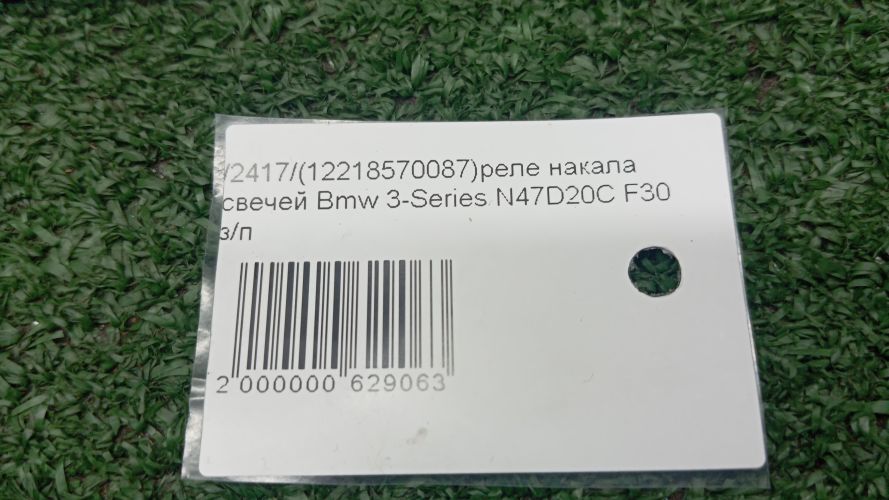 /2417/(12218570087)реле накала
свечей Bmw 3-Series N47D20C F30
з/п
2 000000 629063